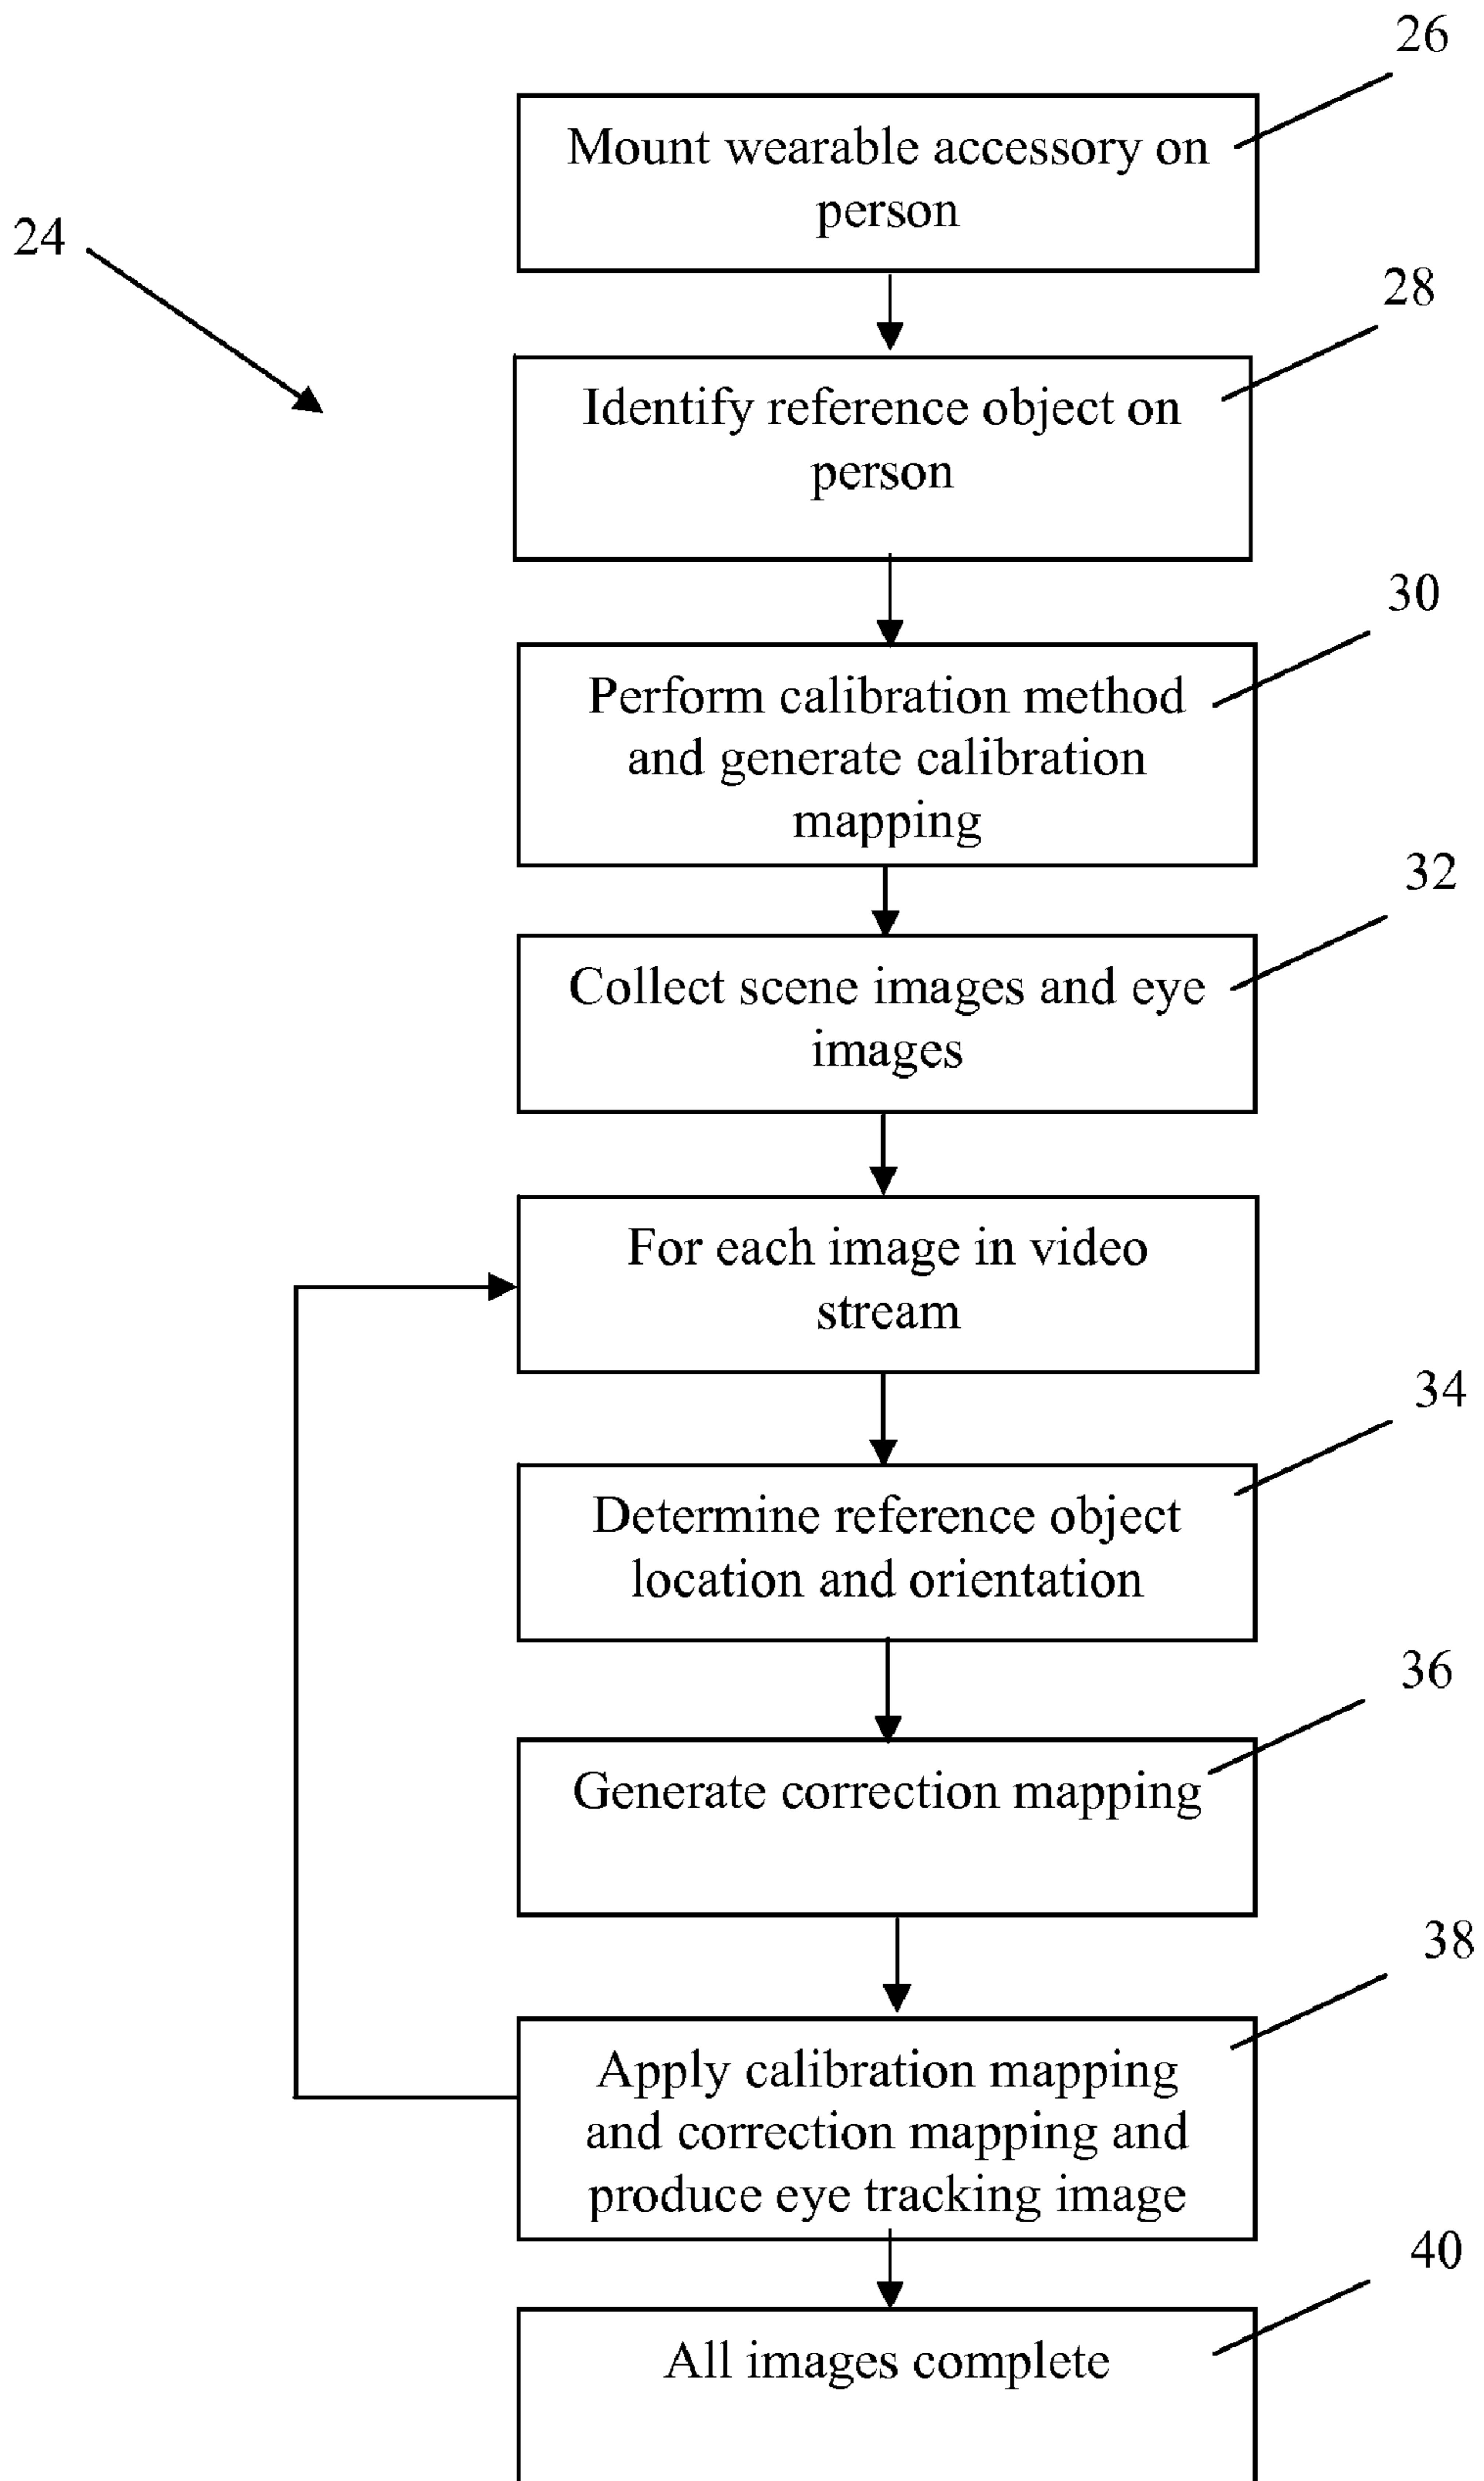 26
Mount wearable accessory on
person
24
28
Identify reference object on
person
30
Perform calibration method
and generate calibration
mapping
32
Collect scene images and eye
images
For each image in video
stream
34
Determine reference object
location and orientation
36
Generate correction mapping
38
Apply calibration mapping
and correction mapping and
produce eye tracking image
40
All images complete